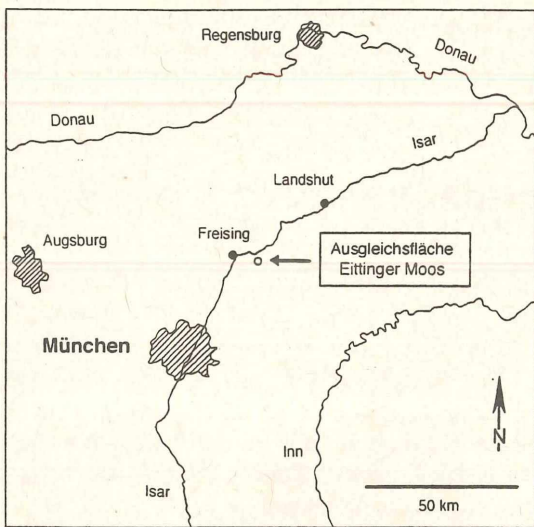 Regensburg
Donau
Donau
Isar
Landshut
Augsburg
Freising
Ausgleichsfläche
Eittinger Moos
München
Inn
N
Isar
50 km